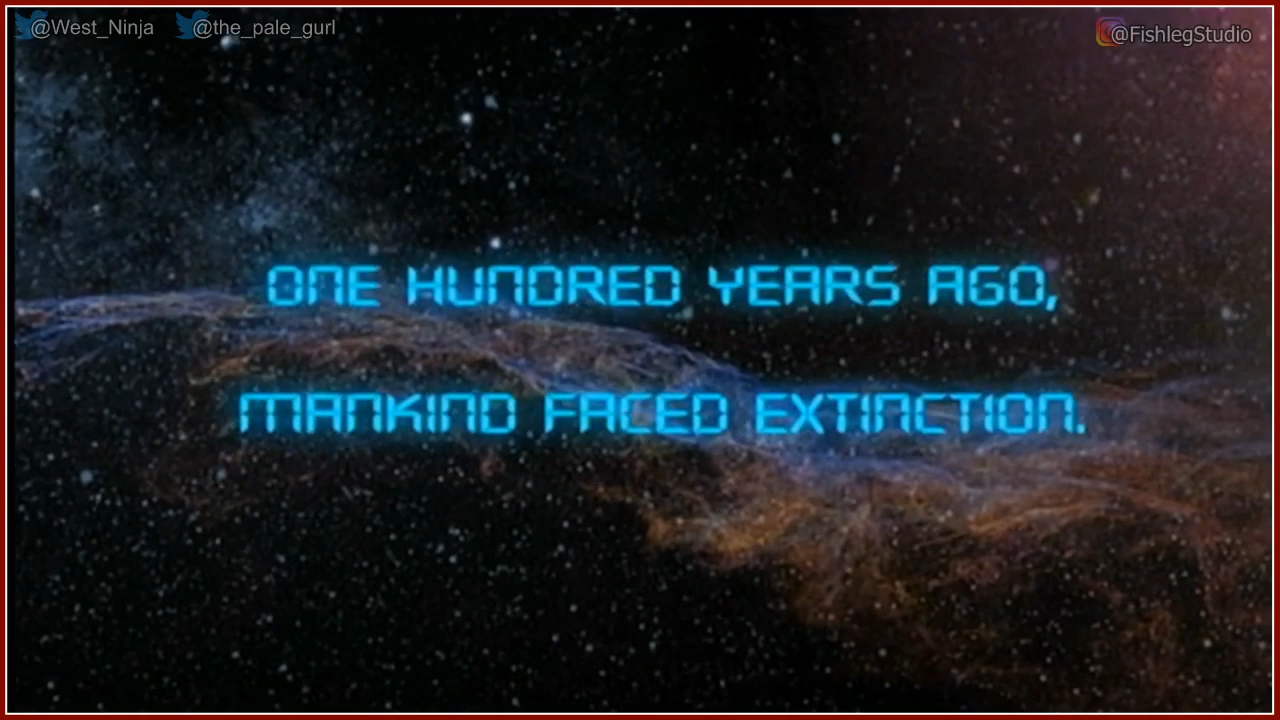 @West_Ninja @the_pale_gurl @FishlegStudio
ONE HUNDRED YEARS AGO,
MANKIND FACED EXTINCTION.